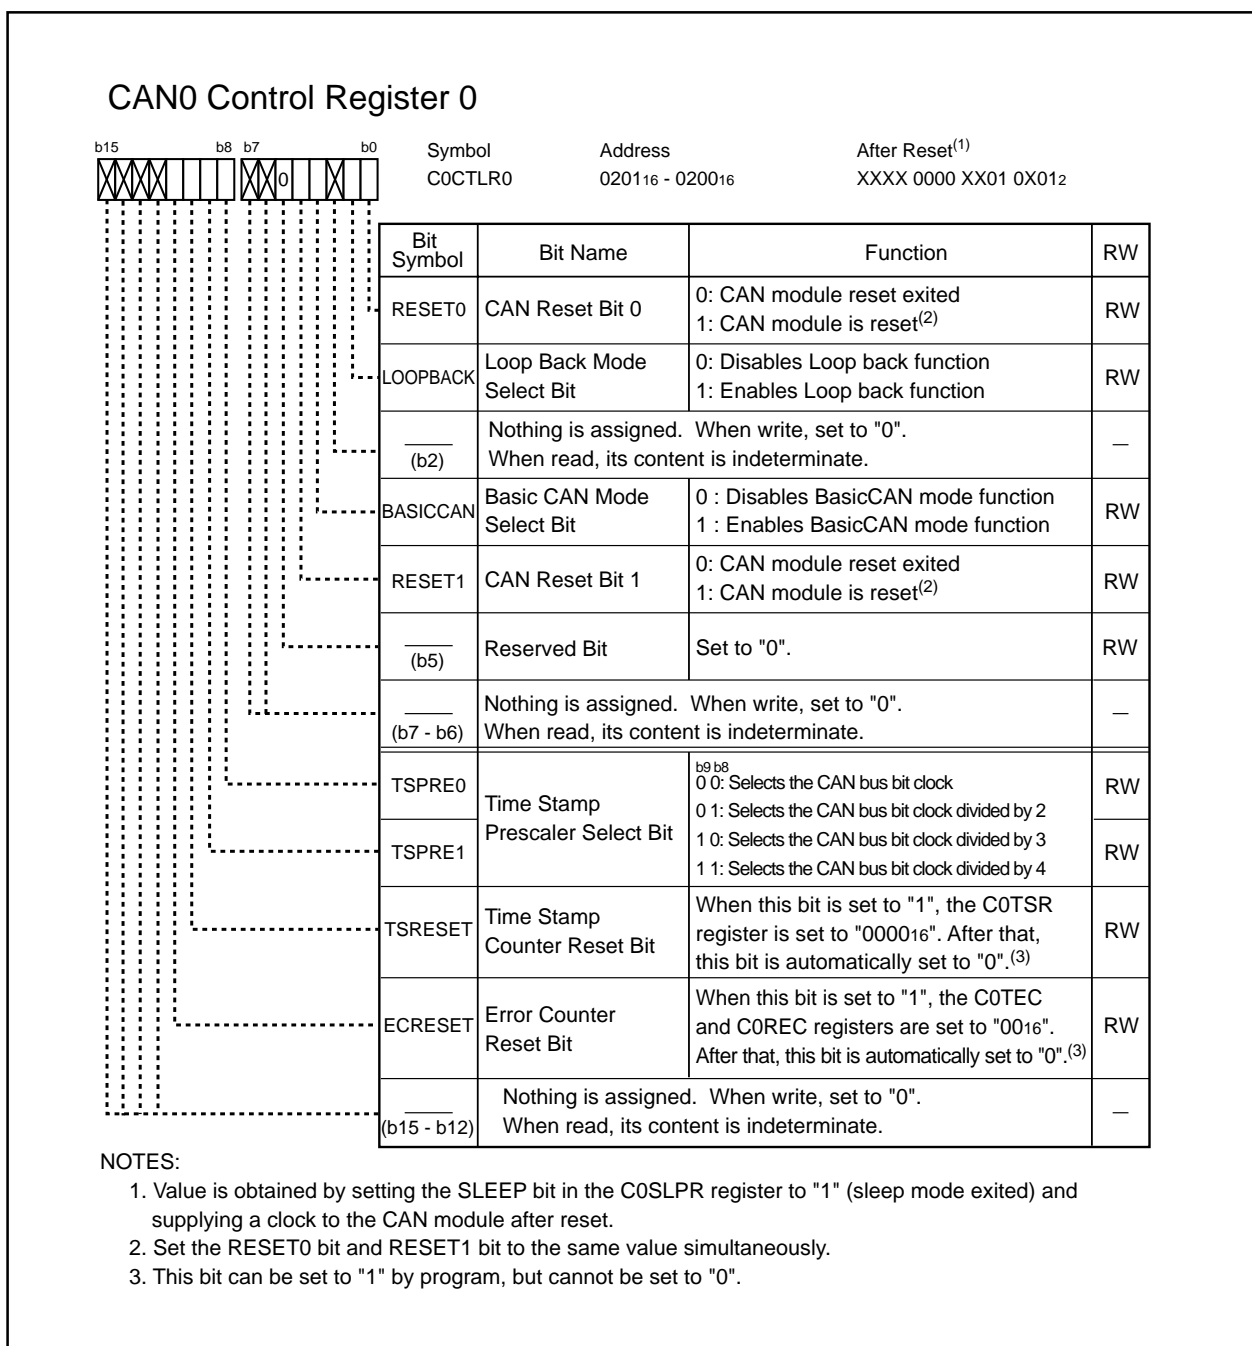 CAN0 Control Register 0
b15 b8 b7 b0
Symbol Address After Reset(1)
0
C0CTLR0 020116 - 020016 XXXX 0000 XX01 0X012
Bit Symbol Bit Name Function RW
RESET0 CAN Reset Bit 0 0: CAN module reset exited
1: CAN module is reset(2) RW
LOOPBACK Loop Back Mode Select Bit 0: Disables Loop back function
1: Enables Loop back function RW
(b2) Nothing is assigned. When write, set to "0".
When read, its content is indeterminate. —
BASICCAN Basic CAN Mode Select Bit 0 : Disables BasicCAN mode function
1 : Enables BasicCAN mode function RW
RESET1 CAN Reset Bit 1 0: CAN module reset exited
1: CAN module is reset(2) RW
(b5) Reserved Bit Set to "0". RW
(b7 - b6) Nothing is assigned. When write, set to "0".
When read, its content is indeterminate. —
b9 b8
TSPRE0 Time Stamp Prescaler Select Bit 0 0: Selects the CAN bus bit clock RW
0 1: Selects the CAN bus bit clock divided by 2
TSPRE1 1 0: Selects the CAN bus bit clock divided by 3 RW
1 1: Selects the CAN bus bit clock divided by 4
TSRESET Time Stamp Counter Reset Bit When this bit is set to "1", the C0TSR
register is set to "000016". After that, RW
this bit is automatically set to "0".(3)
ECRESET Error Counter Reset Bit When this bit is set to "1", the C0TEC
and C0REC registers are set to "0016". RW
After that, this bit is automatically set to "0".(3)
(b15 - b12) Nothing is assigned. When write, set to "0".
When read, its content is indeterminate. —
NOTES:
1. Value is obtained by setting the SLEEP bit in the C0SLPR register to "1" (sleep mode exited) and
supplying a clock to the CAN module after reset.
2. Set the RESET0 bit and RESET1 bit to the same value simultaneously.
3. This bit can be set to "1" by program, but cannot be set to "0".